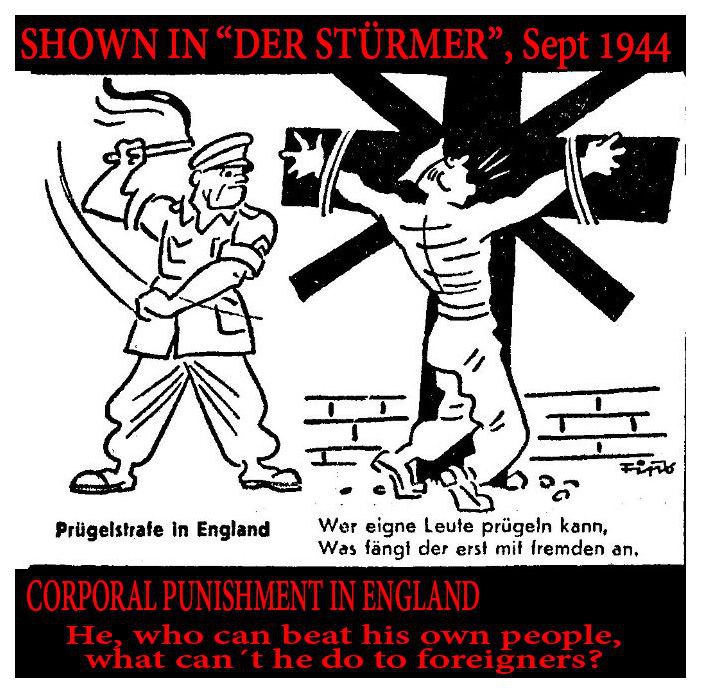 SHOWN IN “DER STÜRMER”, Sept 1944
Prügelstrafe in England
Wer eigne Leute prügeln kann,
Was fängt der erst mit fremden an.
CORPORAL PUNISHMENT IN ENGLAND
He, who can beat his own people,
what can´t he do to foreigners?